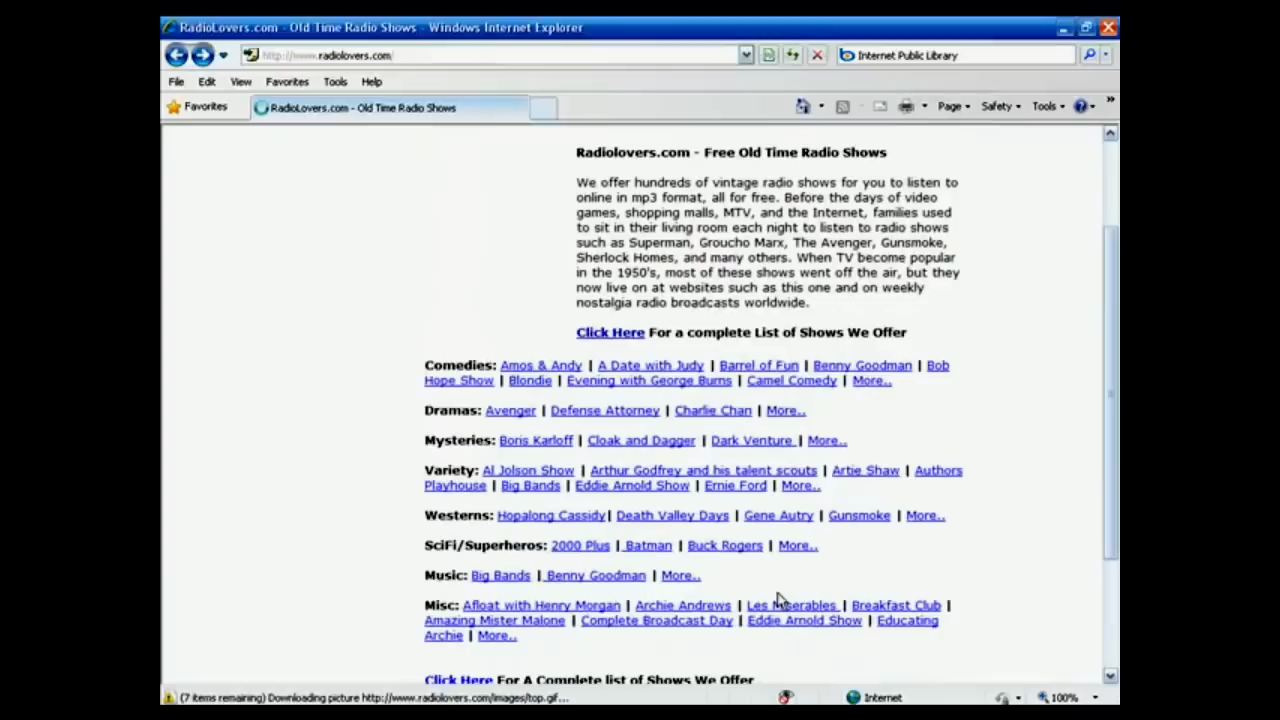 RadioLovers.com - Old Time Radio Shows - Windows Internet Explorer
http://www.radiolovers.com/
Internet Public Library
File Edit View Favorites Tools Help
Favorites RadioLovers.com - Old Time Radio Shows Page Safety Tools
Radiolovers.com - Free Old Time Radio Shows
We offer hundreds of vintage radio shows for you to listen to
online in mp3 format, all for free. Before the days of video
games, shopping malls, MTV, and the Internet, families used
to sit in their living room each night to listen to radio shows
such as Superman, Groucho Marx, The Avenger, Gunsmoke,
Sherlock Homes, and many others. When TV become popular
in the 1950's, most of these shows went off the air, but they
now live on at websites such as this one and on weekly
nostalgia radio broadcasts worldwide.
Click Here For a complete List of Shows We Offer
Comedies: Amos & Andy | A Date with Judy | Barrel of Fun | Benny Goodman | Bob
Hope Show | Blondie | Evening with George Burns | Camel Comedy | More..
Dramas: Avenger | Defense Attorney | Charlie Chan | More..
Mysteries: Boris Karloff | Cloak and Dagger | Dark Venture | More..
Variety: Al Jolson Show | Arthur Godfrey and his talent scouts | Artie Shaw | Authors
Playhouse | Big Bands | Eddie Arnold Show | Ernie Ford | More..
Westerns: Hopalong Cassidy| Death Valley Days | Gene Autry | Gunsmoke | More..
SciFi/Superheros: 2000 Plus | Batman | Buck Rogers | More..
Music: Big Bands | Benny Goodman | More..
Misc: Afloat with Henry Morgan | Archie Andrews | Les Miserables | Breakfast Club |
Amazing Mister Malone | Complete Broadcast Day | Eddie Arnold Show | Educating
Archie | More..
Click Here For A Complete list of Shows We Offer
(7 items remaining) Downloading picture http://www.radiolovers.com/images/top.gif... Internet 100%